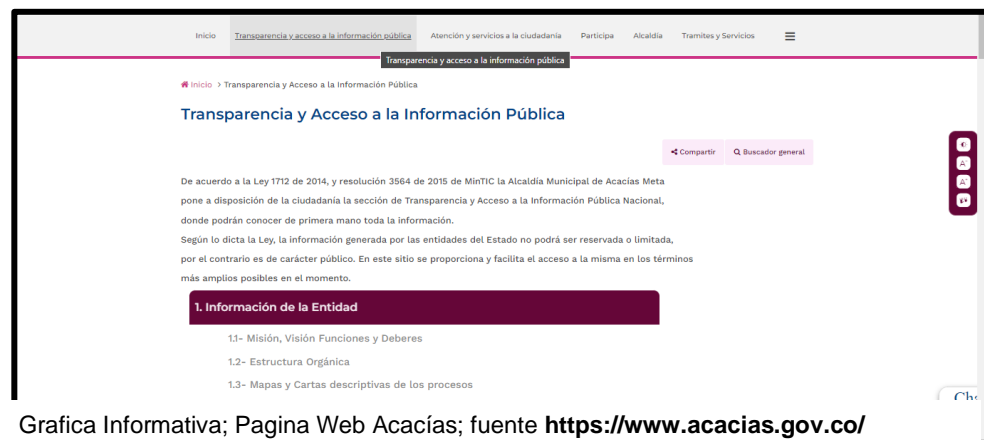 Inicio Transparencia y acceso a la información pública Atención y servicios a la ciudadanía Participa Alcaldía Tramites y Servicios
Transparencia y acceso a la información pública
Inicio > Transparencia y Acceso a la Información Pública
Transparencia y Acceso a la Información Pública
Compartir Buscador general
De acuerdo a la Ley 1712 de 2014, y resolución 3564 de 2015 de MinTIC la Alcaldía Municipal de Acacías Meta
pone a disposición de la ciudadanía la sección de Transparencia y Acceso a la Información Pública Nacional,
donde podrán conocer de primera mano toda la información.
Según lo dicta la Ley, la información generada por las entidades del Estado no podrá ser reservada o limitada,
por el contrario es de carácter público. En este sitio se proporciona y facilita el acceso a la misma en los términos
más amplios posibles en el momento.
1. Información de la Entidad
1.1- Misión, Visión Funciones y Deberes
1.2- Estructura Orgánica
1.3- Mapas y Cartas descriptivas de los procesos
Grafica Informativa; Pagina Web Acacías; fuente https://www.acacias.gov.co/